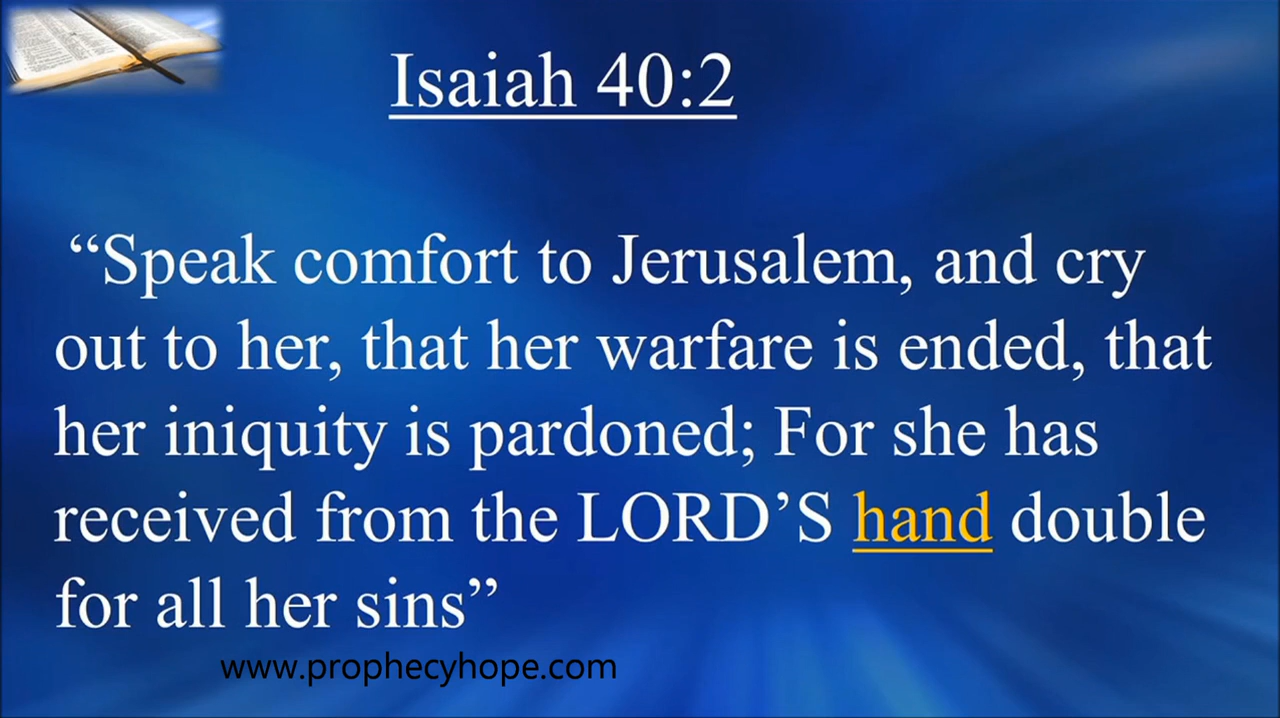 Isaiah 40:2
“Speak comfort to Jerusalem, and cry
out to her, that her warfare is ended, that
her iniquity is pardoned; For she has
received from the LORD’S hand double
for all her sins”
www.prophecyhope.com